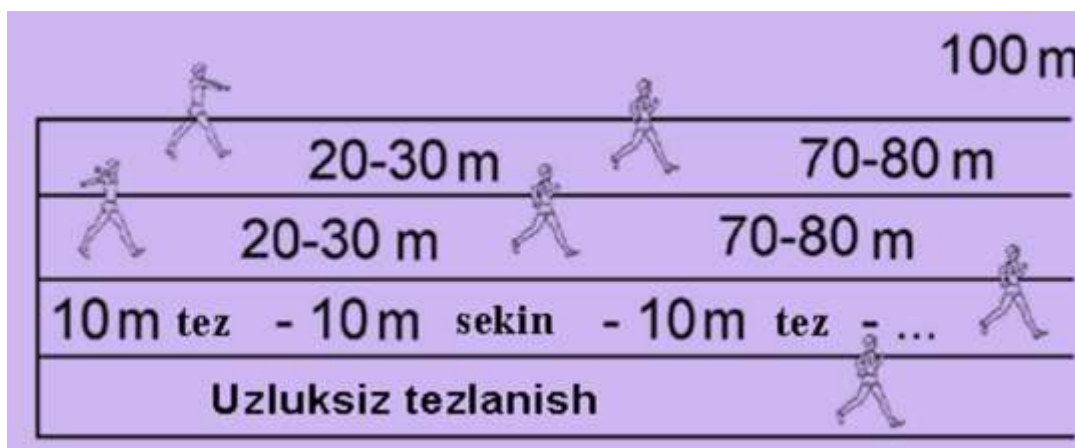 100 m
20-30 m 70-80 m
20-30 m 70-80 m
10 m tez - 10 m sekin - 10 m tez - ...
Uzluksiz tezlanish